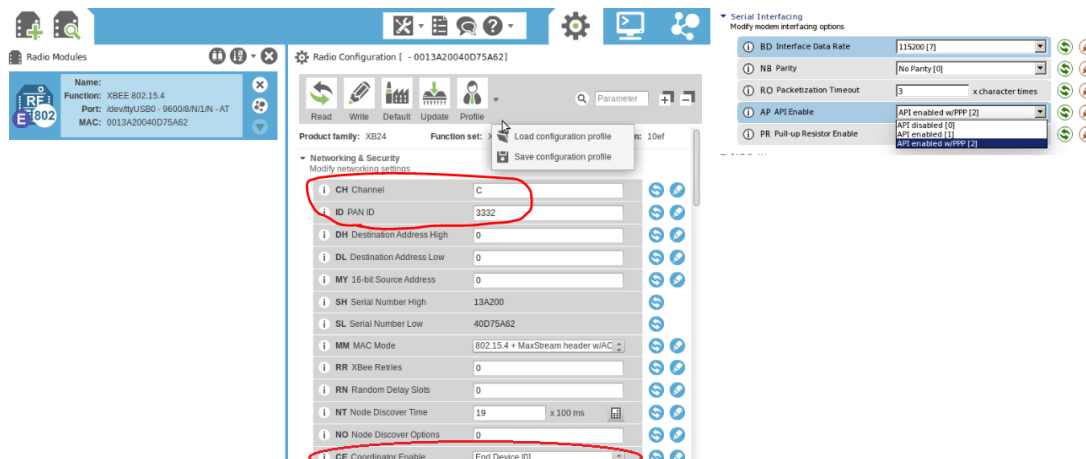 Radio Modules
Name:
Function: XBEE 802.15.4
Port: /dev/ttyUSB0 - 9600/8/N/1/N - AT
MAC: 0013A20040D75A62
RF
E 802
Radio Configuration [ - 0013A20040D75A62]
Read
Write
Default
Update
Profile
Parameter
Product family: XB24
Function set:
10ef
Load configuration profile
Save configuration profile
Networking & Security
Modify networking settings
i CH Channel C
i ID PAN ID 3332
i DH Destination Address High 0
i DL Destination Address Low 0
i MY 16-bit Source Address 0
i SH Serial Number High 13A200
i SL Serial Number Low 40D75A62
i MM MAC Mode 802.15.4 + MaxStream header w/AC
i RR XBee Retries 0
i RN Random Delay Slots 0
i NT Node Discover Time 19 x 100 ms
i NO Node Discover Options 0
i CE Coordinator Enable End Device [0]
Serial Interfacing
Modify modem interfacing options
i BD Interface Data Rate 115200 [7]
i NB Parity No Parity [0]
i RO Packetization Timeout 3 x character times
i AP API Enable API enabled w/PPP [2]
API disabled [0]
API enabled [1]
API enabled w/PPP [2]
i PR Pull-up Resistor Enable